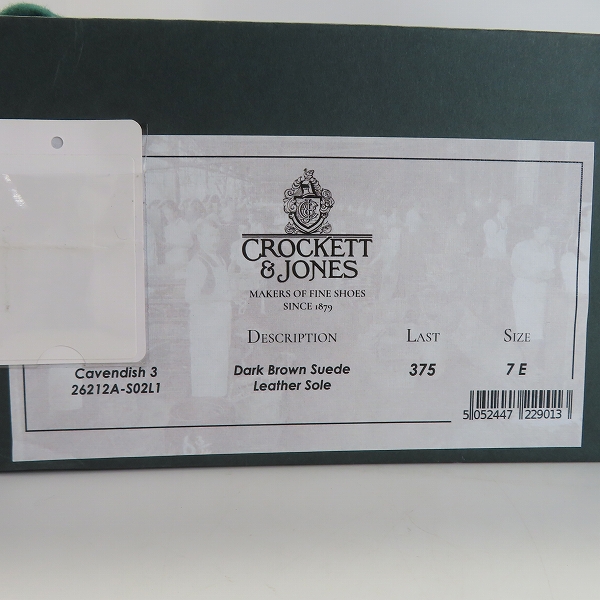 CROCKETT
& JONES
MAKERS OF FINE SHOES
SINCE 1879
DESCRIPTION LAST SIZE
Cavendish 3 Dark Brown Suede 375 7 E
26212A-S02L1 Leather Sole
5 052447 229013